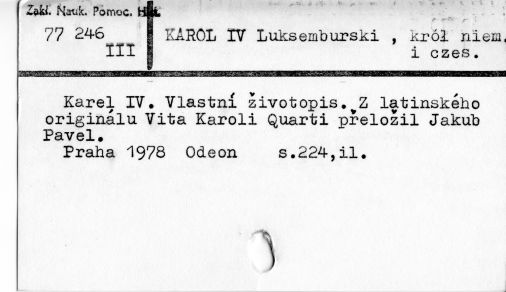 Zakł. Nauk. Pomoc. Hist.
77 246
III
KAROL IV Luksemburski , król niem.
i czes.
Karel IV. Vlastní životopis. Z latinského
originálu Vita Karoli Quarti přeložil Jakub
Pavel.
Praha 1978 Odeon s.224,il.